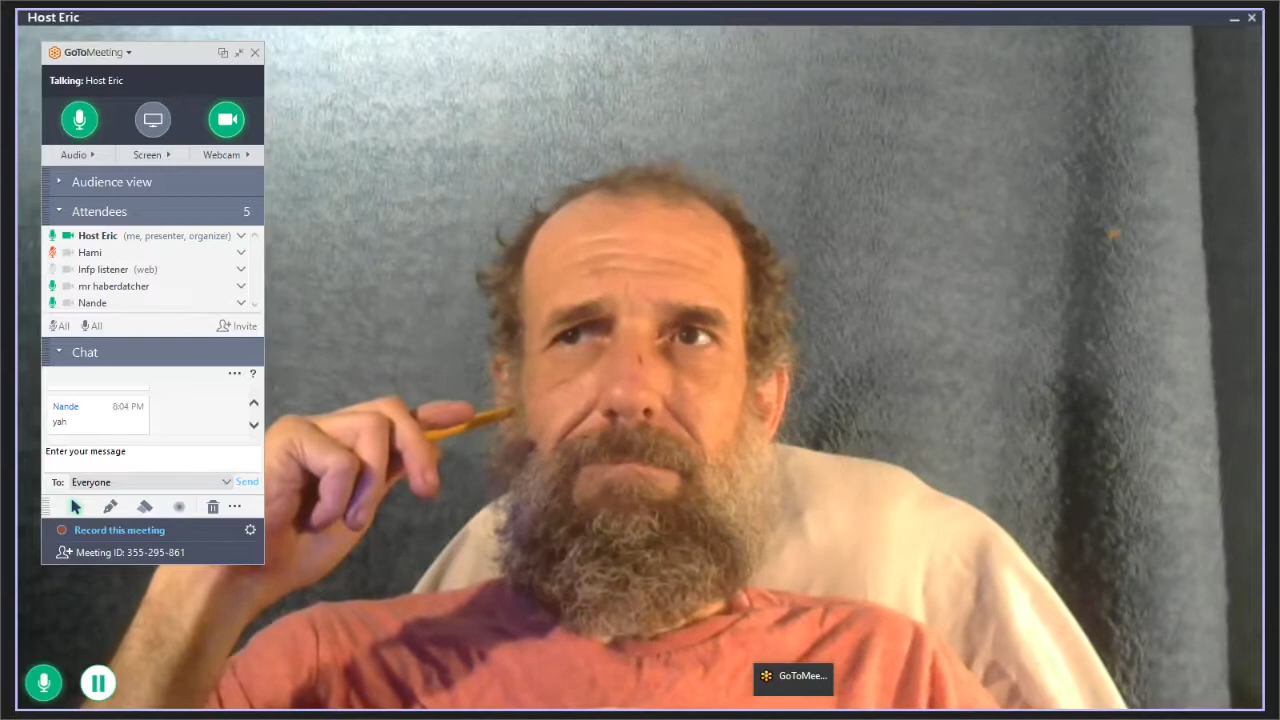 Host Eric
GoToMeeting
Talking: Host Eric
Audio
Screen
Webcam
Audience view
Attendees 5
Host Eric (me, presenter, organizer)
Hami
Infp listener (web)
mr haberdatcher
Nande
All All Invite
Chat
... ?
Nande 8:04 PM
yah
Enter your message
To: Everyone Send
...
Record this meeting
Meeting ID: 355-295-861
GoToMee...